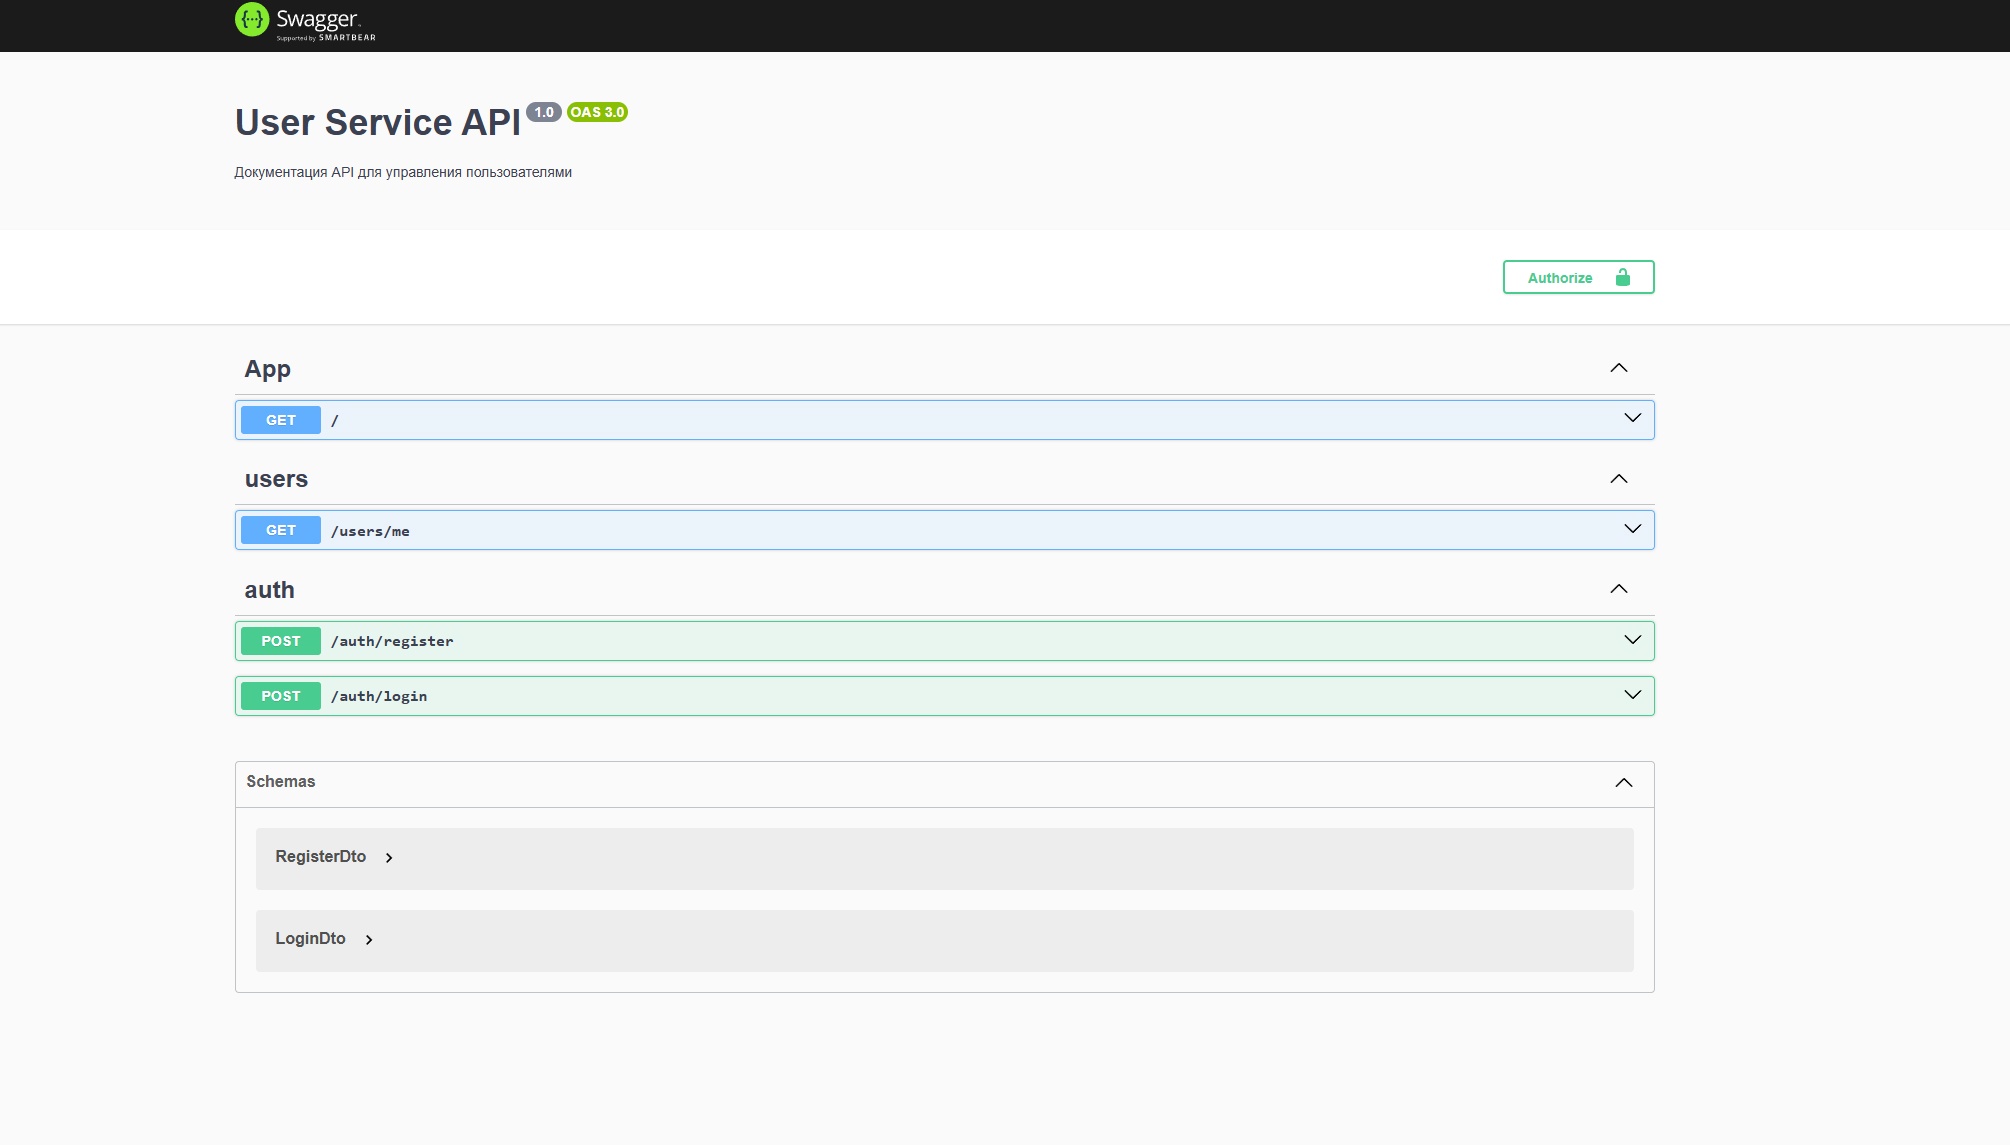 Swagger
Supported by SMARTBEAR
User Service API 1.0 OAS 3.0
Документация API для управления пользователями
Authorize
App
GET /
users
GET /users/me
auth
POST /auth/register
POST /auth/login
Schemas
RegisterDto
LoginDto